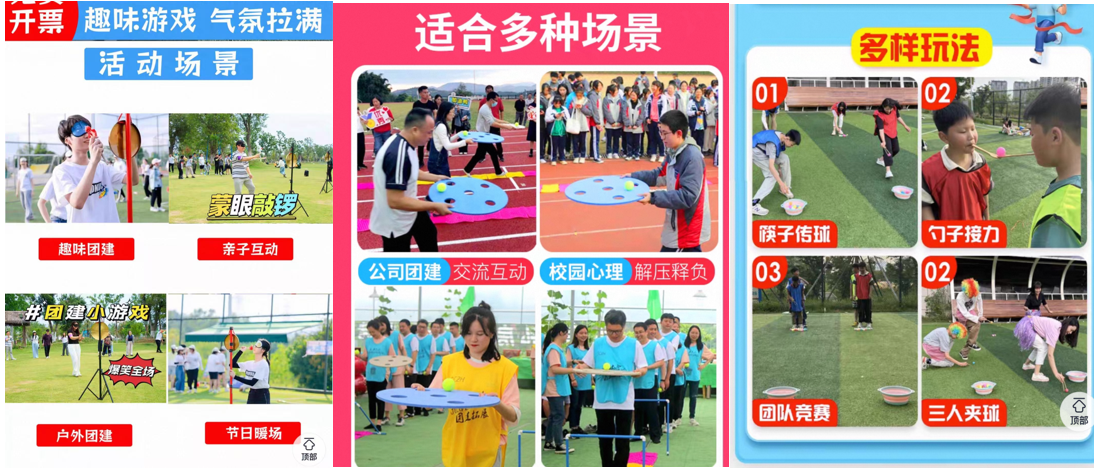 开票
趣味游戏 气氛拉满
活动场景
蒙眼敲锣
趣味团建
亲子互动
#团建小游戏
爆笑全场
户外团建
节日暖场
顶部
适合多种场景
公司团建 交流互动
校园心理 解压释负
多样玩法
01
筷子传球
02
勺子接力
03
团队竞赛
02
三人夹球
顶部